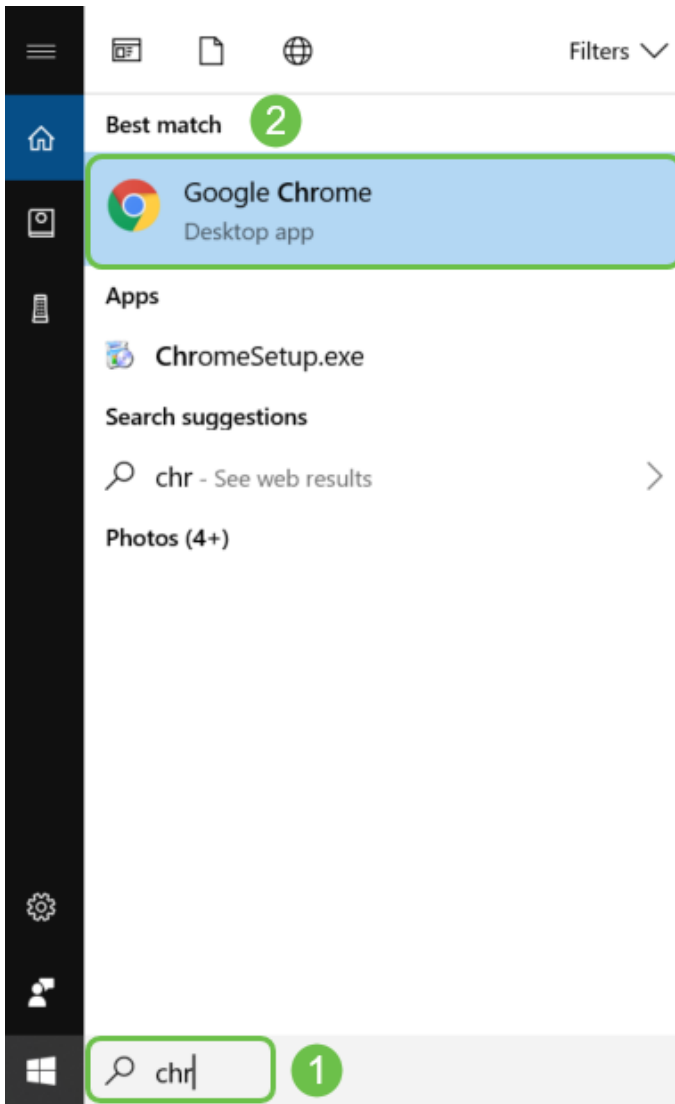 Filters
Best match 2
Google Chrome
Desktop app
Apps
ChromeSetup.exe
Search suggestions
chr - See web results
Photos (4+)
chr 1